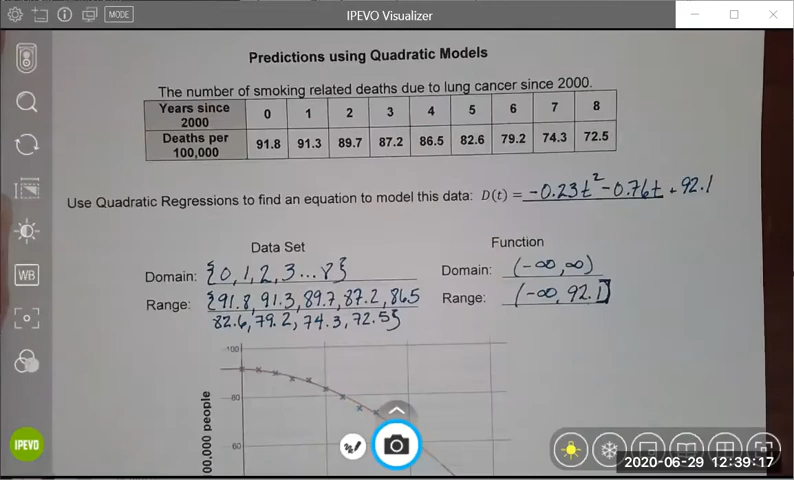 IPEVO Visualizer
MODE
Predictions using Quadratic Models
The number of smoking related deaths due to lung cancer since 2000.
Years since 2000 0 1 2 3 4 5 6 7 8
Deaths per 100,000 91.8 91.3 89.7 87.2 86.5 82.6 79.2 74.3 72.5
Use Quadratic Regressions to find an equation to model this data: D(t) = -0.23t² - 0.76t + 92.1
Data Set
Function
Domain: {0, 1, 2, 3 ... 8}
Domain: (-∞, ∞)
Range: {91.8, 91.3, 89.7, 87.2, 86.5
82.6, 79.2, 74.3, 72.5}
Range: (-∞, 92.1]
WB
100
80
60
00,000 people
IPEVO
2020-06-29 12:39:17